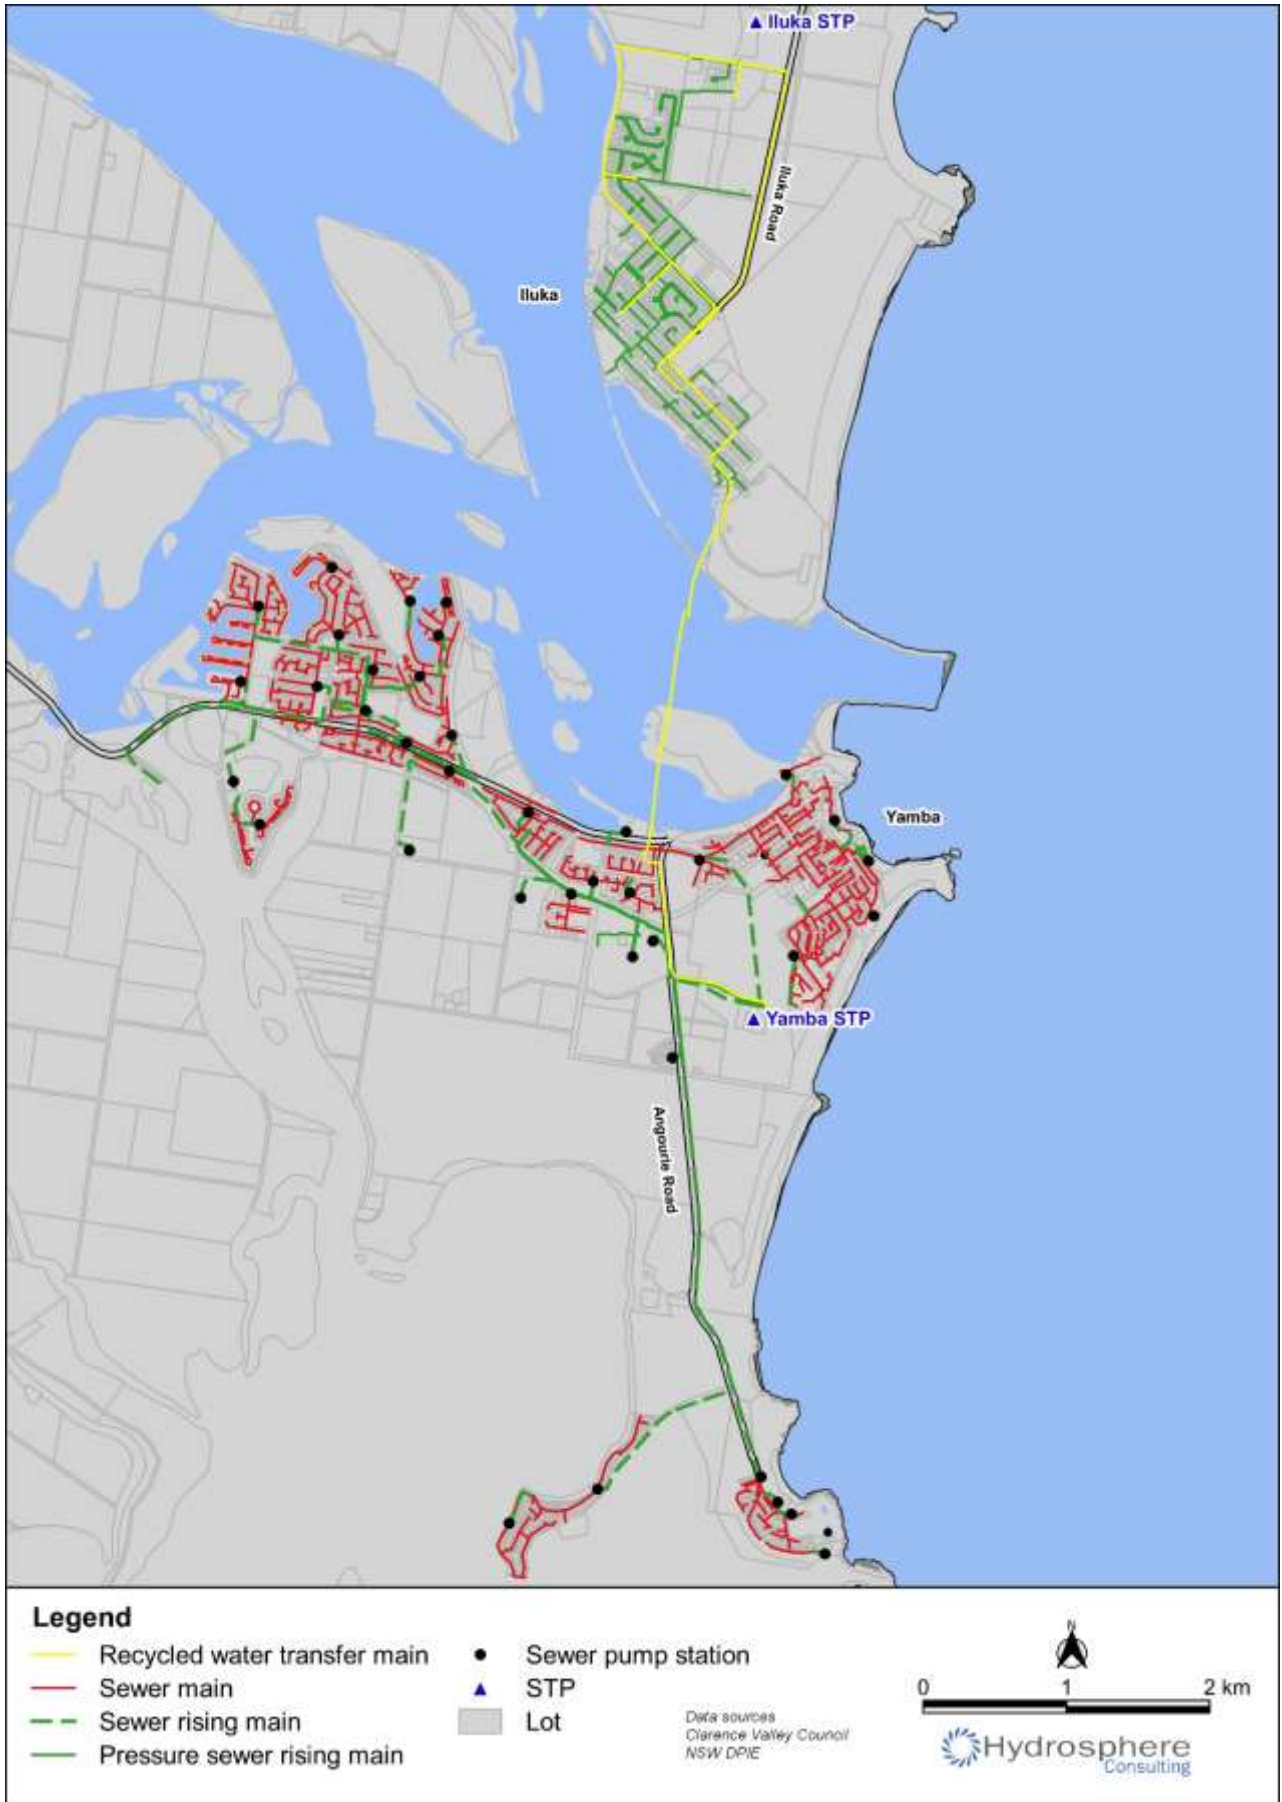 Iluka STP
Iluka Road
Iluka
Yamba
Yamba STP
Angourie Road
Legend
Recycled water transfer main
Sewer main
Sewer rising main
Pressure sewer rising main
Sewer pump station
STP
Lot
Data sources
Clarence Valley Council
NSW DPIE
N
0 1 2 km
Hydrosphere
Consulting